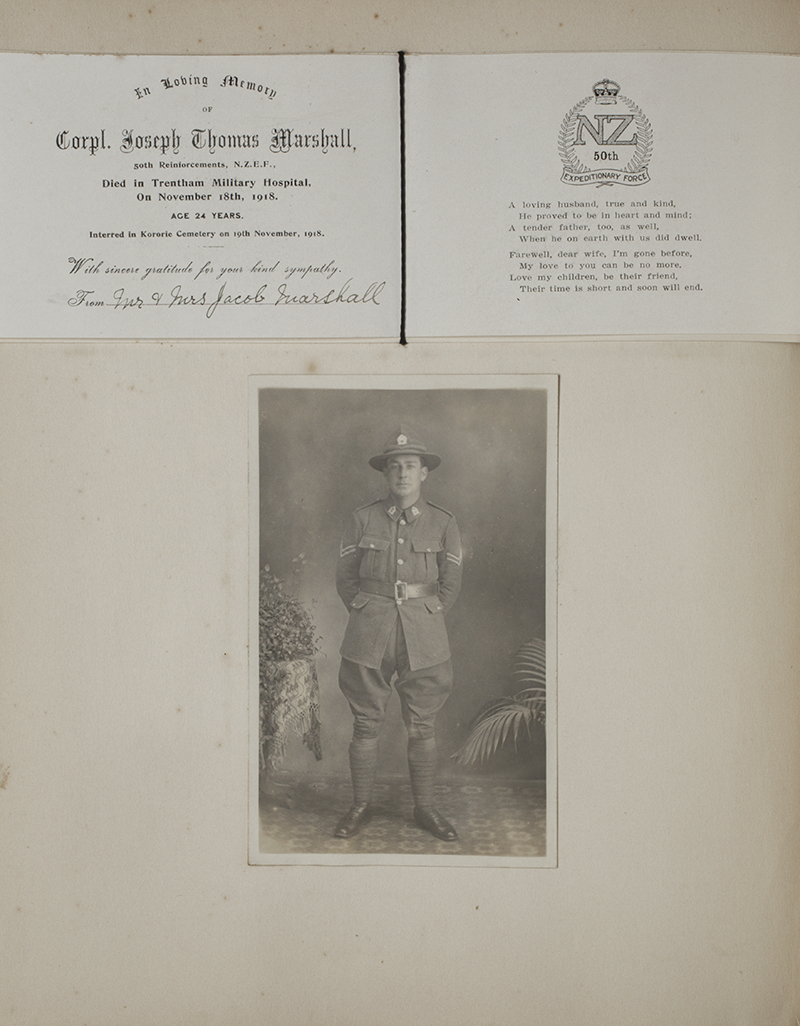 In Loving Memory
OF
Corpl. Joseph Thomas Marshall,
50th Reinforcements, N.Z.E.F.,
Died in Trentham Military Hospital,
On November 18th, 1918.
AGE 24 YEARS.
Interred in Kororie Cemetery on 19th November, 1918.
With sincere gratitude for your kind sympathy.
From Mr & Mrs Jacob Marshall
NZ
50th
EXPEDITIONARY FORCE
A loving husband, true and kind,
He proved to be in heart and mind;
A tender father, too, as well,
When he on earth with us did dwell.
Farewell, dear wife, I'm gone before,
My love to you can be no more.
Love my children, be their friend,
Their time is short and soon will end.